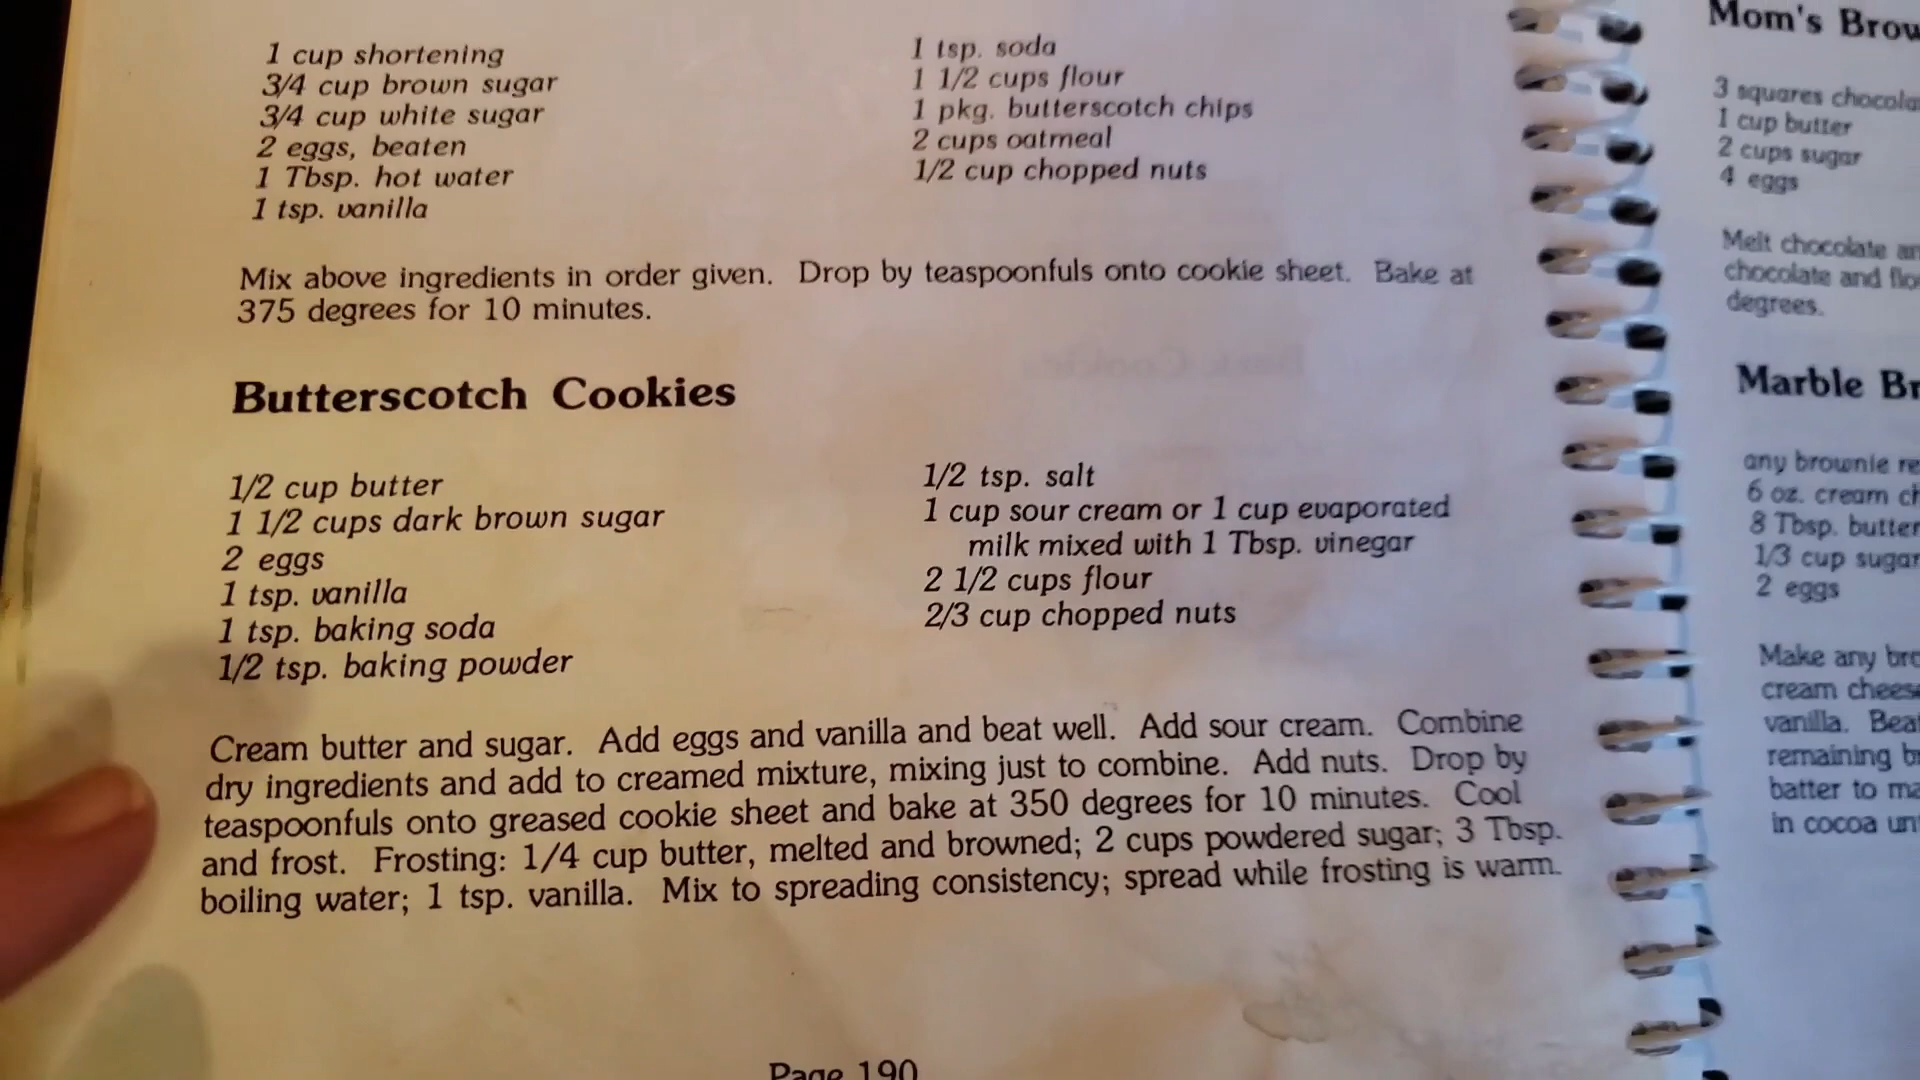 1 cup shortening
3/4 cup brown sugar
3/4 cup white sugar
2 eggs, beaten
1 Tbsp. hot water
1 tsp. vanilla
1 tsp. soda
1 1/2 cups flour
1 pkg. butterscotch chips
2 cups oatmeal
1/2 cup chopped nuts
Mix above ingredients in order given. Drop by teaspoonfuls onto cookie sheet. Bake at
375 degrees for 10 minutes.
Butterscotch Cookies
1/2 cup butter
1 1/2 cups dark brown sugar
2 eggs
1 tsp. vanilla
1 tsp. baking soda
1/2 tsp. baking powder
1/2 tsp. salt
1 cup sour cream or 1 cup evaporated
milk mixed with 1 Tbsp. vinegar
2 1/2 cups flour
2/3 cup chopped nuts
Cream butter and sugar. Add eggs and vanilla and beat well. Add sour cream. Combine
dry ingredients and add to creamed mixture, mixing just to combine. Add nuts. Drop by
teaspoonfuls onto greased cookie sheet and bake at 350 degrees for 10 minutes. Cool
and frost. Frosting: 1/4 cup butter, melted and browned; 2 cups powdered sugar; 3 Tbsp.
boiling water; 1 tsp. vanilla. Mix to spreading consistency; spread while frosting is warm.
Page 190
Mom's
3 squares
1 cup butter
2 cups sugar
4 eggs
Melt chocolate
chocolate and
degrees.
Marble
any brownie
6 oz. cream
8 Tbsp. butter
1/3 cup sugar
2 eggs
Make any
cream
vanilla.
remaining
batter to
in cocoa